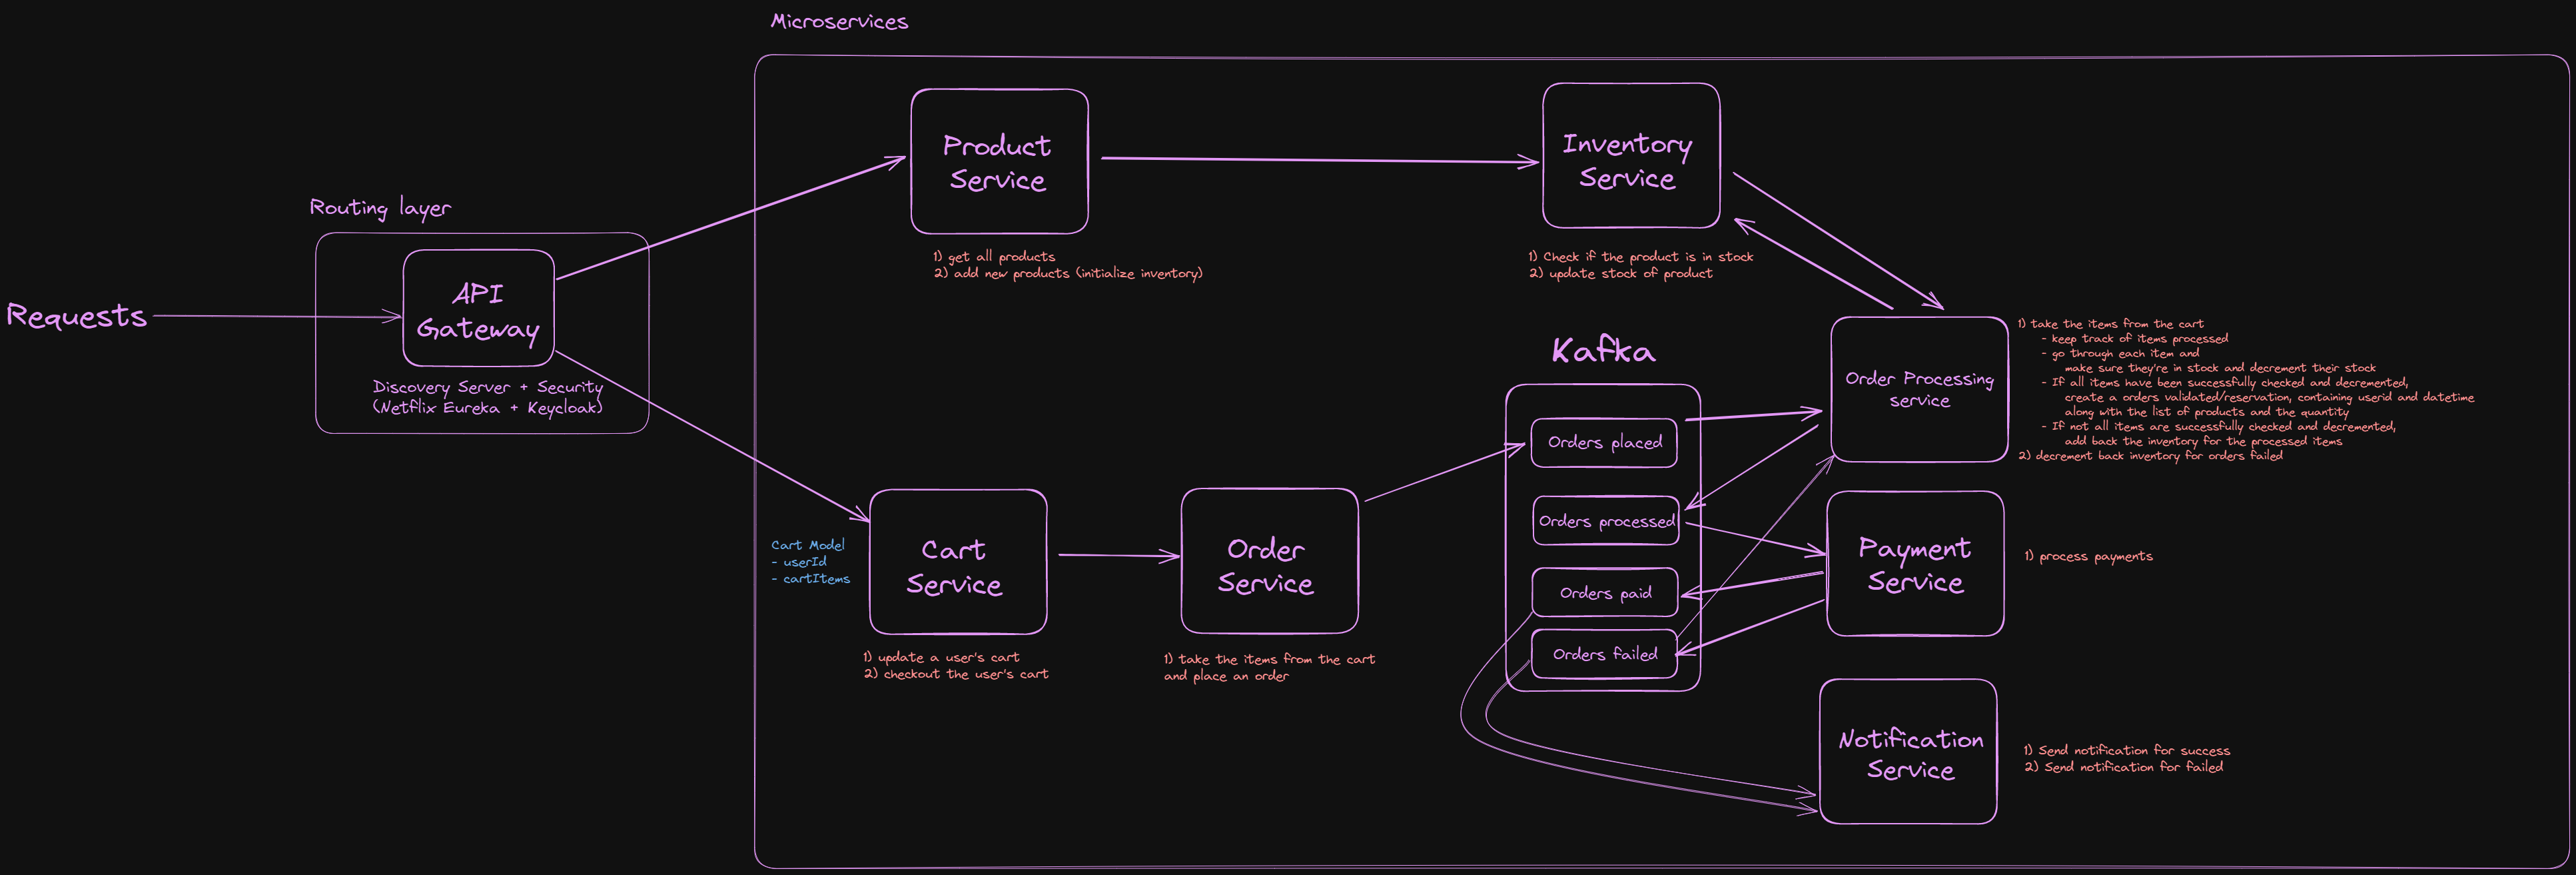 Microservices
Routing layer
Requests
API
Gateway
Discovery Server + Security
(Netflix Eureka + Keycloak)
Product
Service
1) get all products
2) add new products (initialize inventory)
Inventory
Service
1) Check if the product is in stock
2) update stock of product
Kafka
Orders placed
Orders processed
Orders paid
Orders failed
Order Processing
service
1) take the items from the cart
- keep track of items processed
- go through each item and
make sure they're in stock and decrement their stock
- If all items have been successfully checked and decremented,
create a orders validated/reservation, containing userid and datetime
along with the list of products and the quantity
- If not all items are successfully checked and decremented,
add back the inventory for the processed items
2) decrement back inventory for orders failed
Cart Model
- userId
- cartItems
Cart
Service
1) update a user's cart
2) checkout the user's cart
Order
Service
1) take the items from the cart
and place an order
Payment
Service
1) process payments
Notification
Service
1) Send notification for success
2) Send notification for failed